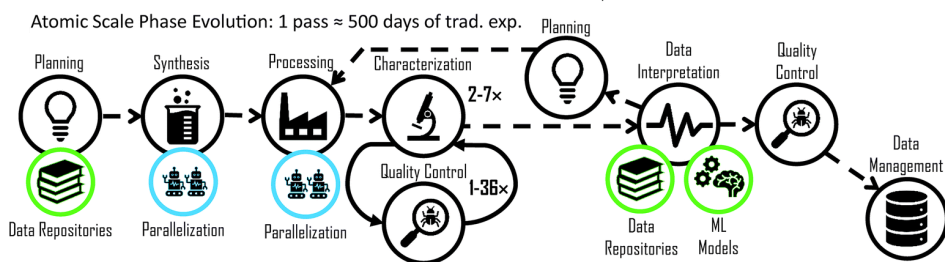 Atomic Scale Phase Evolution: 1 pass ≈ 500 days of trad. exp.
Planning
Synthesis
Processing
Characterization
Planning
Data
Interpretation
Quality
Control
2-7×
Data
Management
Quality Control
1-36×
Data Repositories
Parallelization
Parallelization
Data
Repositories
ML
Models